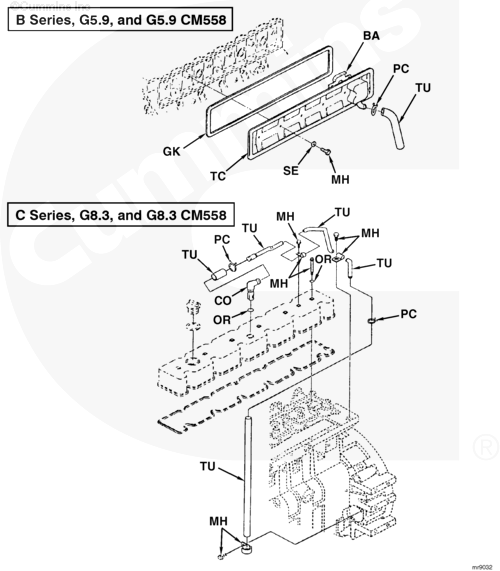 ©Cummins Inc
B Series, G5.9, and G5.9 CM558
BA
PC
TU
GK
TC
SE
MH
C Series, G8.3, and G8.3 CM558
MH
TU
TU
MH
PC
TU
OR
TU
MH
CO
OR
PC
TU
MH
mr9032
Cummins
®